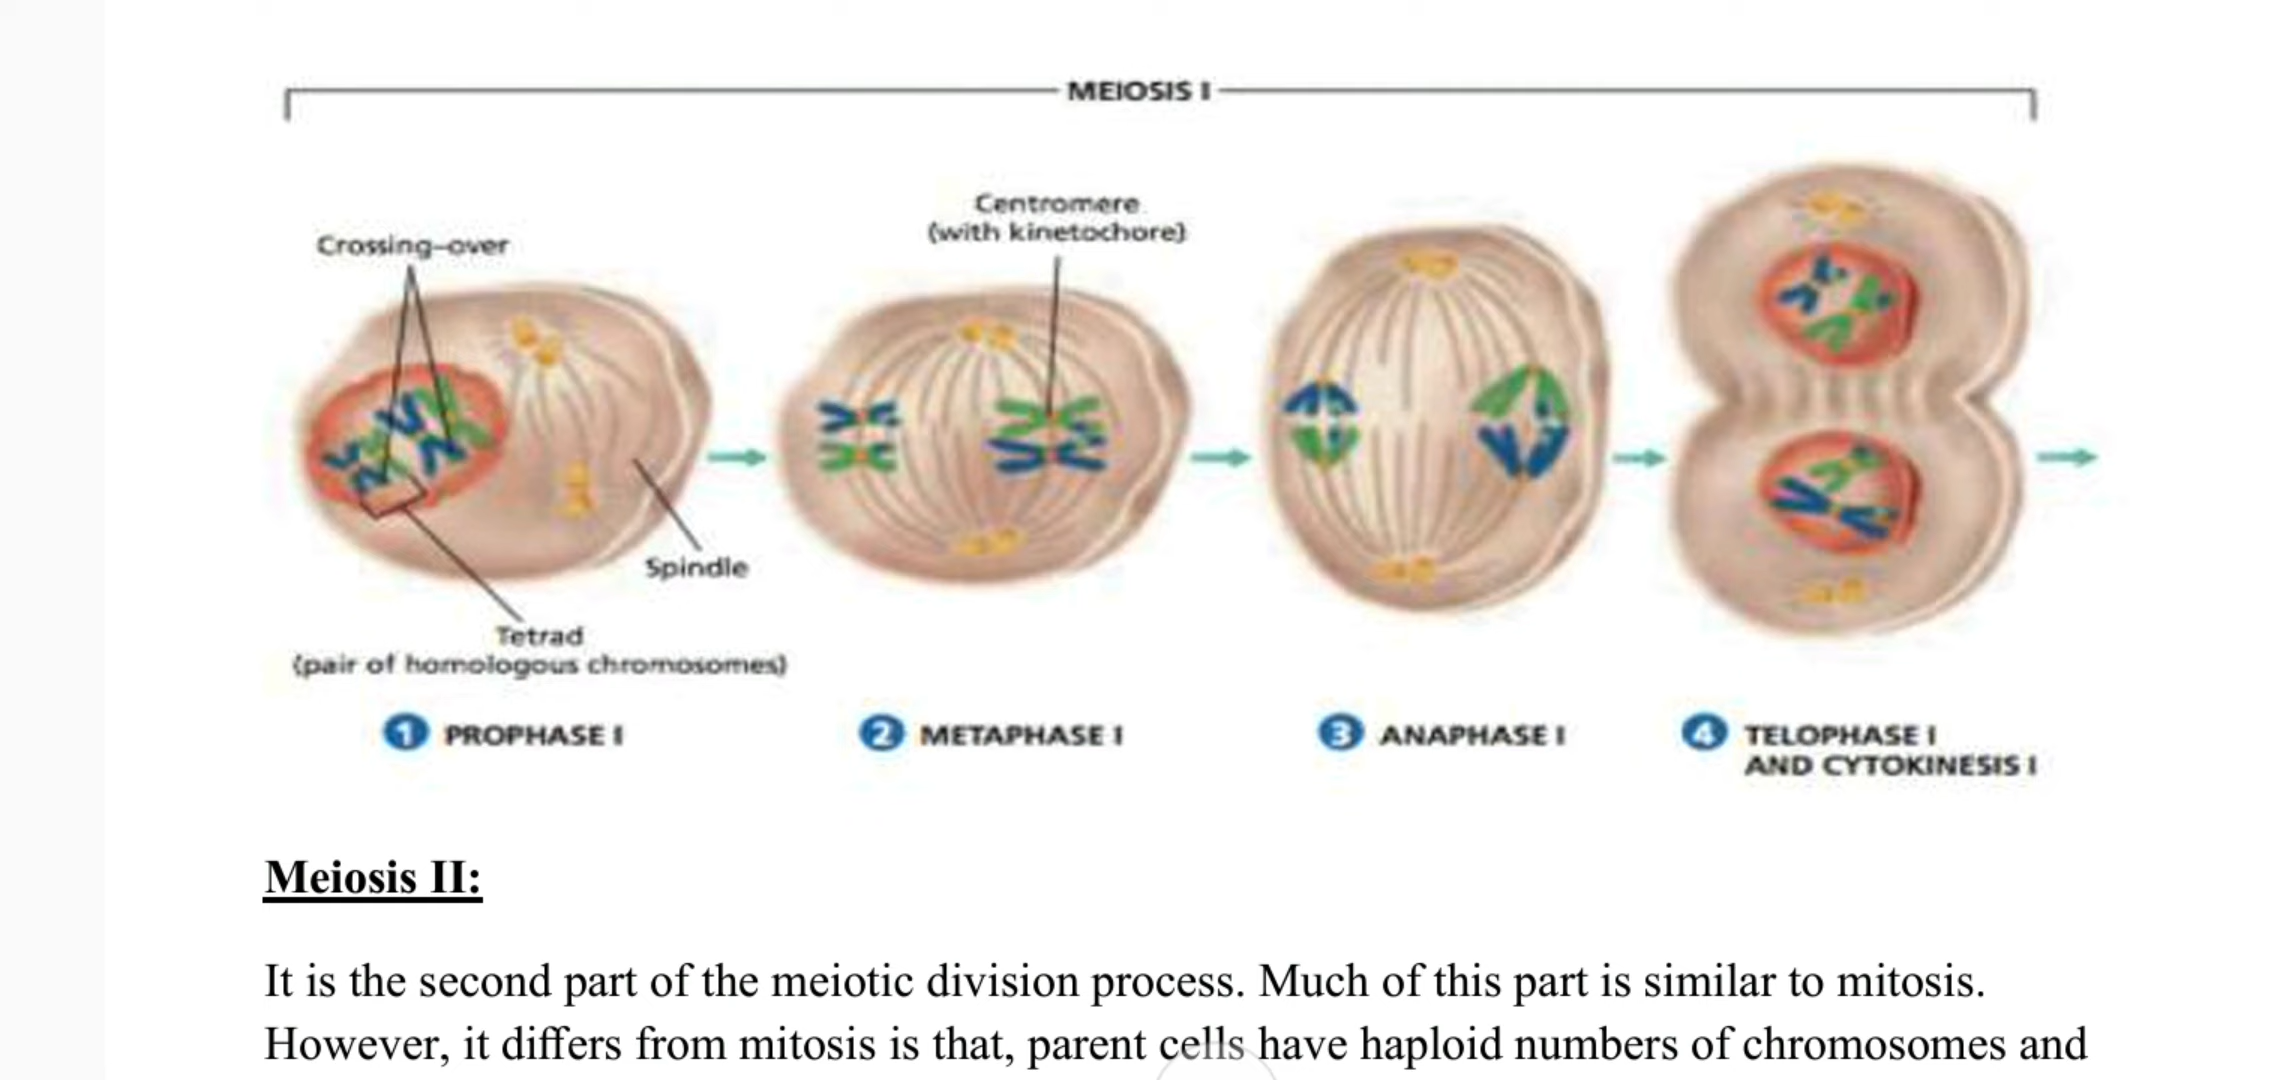 MEIOSIS I
Centromere
(with kinetochore)
Crossing-over
Spindle
Tetrad
(pair of homologous chromosomes)
1 PROPHASE I
2 METAPHASE I
3 ANAPHASE I
4 TELOPHASE I
AND CYTOKINESIS I
Meiosis II:
It is the second part of the meiotic division process. Much of this part is similar to mitosis.
However, it differs from mitosis is that, parent cells have haploid numbers of chromosomes and